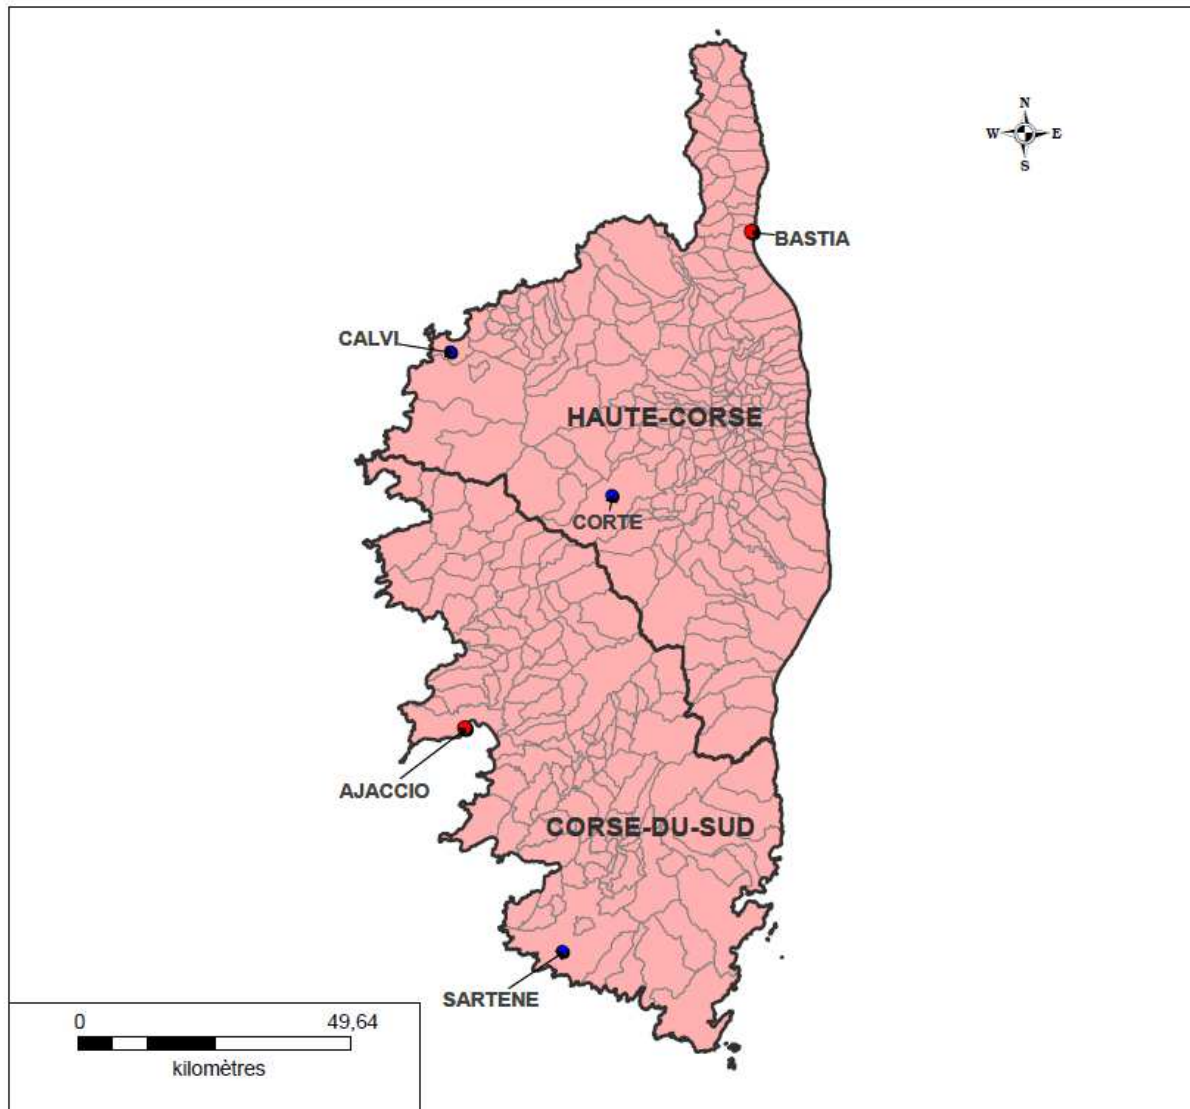 N
W E
S
BASTIA
CALVI
HAUTE-CORSE
CORTE
AJACCIO
CORSE-DU-SUD
SARTENE
0 49,64
kilomètres